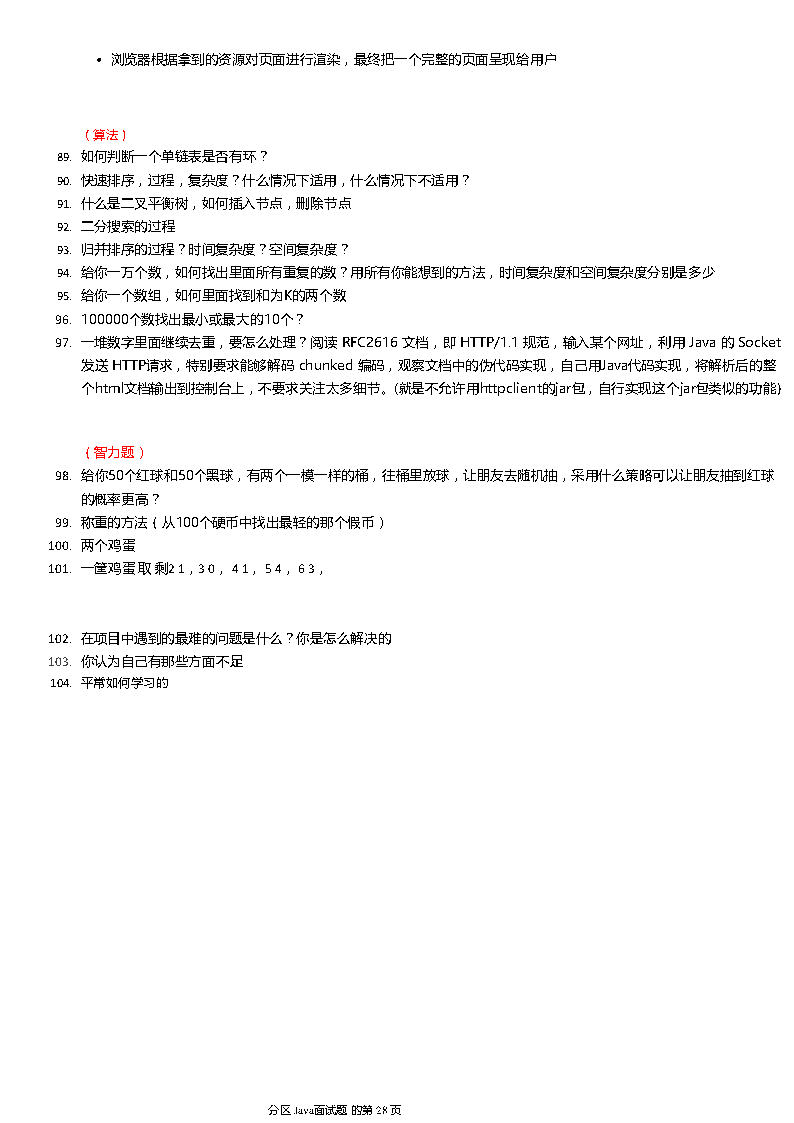 • 浏览器根据拿到的资源对页面进行渲染，最终把一个完整的页面呈现给用户
（算法）
89. 如何判断一个单链表是否有环？
90. 快速排序，过程，复杂度？什么情况下适用，什么情况下不适用？
91. 什么是二叉平衡树，如何插入节点，删除节点
92. 二分搜索的过程
93. 归并排序的过程？时间复杂度？空间复杂度？
94. 给你一万个数，如何找出里面所有重复的数？用所有你能想到的方法，时间复杂度和空间复杂度分别是多少
95. 给你一个数组，如何里面找到和为K的两个数
96. 100000个数找出最小或最大的10个？
97. 一堆数字里面继续去重，要怎么处理？阅读 RFC2616 文档，即 HTTP/1.1 规范，输入某个网址，利用 Java 的 Socket
发送 HTTP请求，特别要求能够解码 chunked 编码，观察文档中的伪代码实现，自己用Java代码实现，将解析后的整
个html文档输出到控制台上，不要求关注太多细节。(就是不允许用httpclient的jar包，自行实现这个jar包类似的功能)
（智力题）
98. 给你50个红球和50个黑球，有两个一模一样的桶，往桶里放球，让朋友去随机抽，采用什么策略可以让朋友抽到红球
的概率更高？
99. 称重的方法（从100个硬币中找出最轻的那个假币）
100. 两个鸡蛋
101. 一筐鸡蛋 取 剩2 1，3 0， 4 1， 5 4， 6 3，
102. 在项目中遇到的最难的问题是什么？你是怎么解决的
103. 你认为自己有那些方面不足
104. 平常如何学习的
分区 Java面试题 的第 28 页